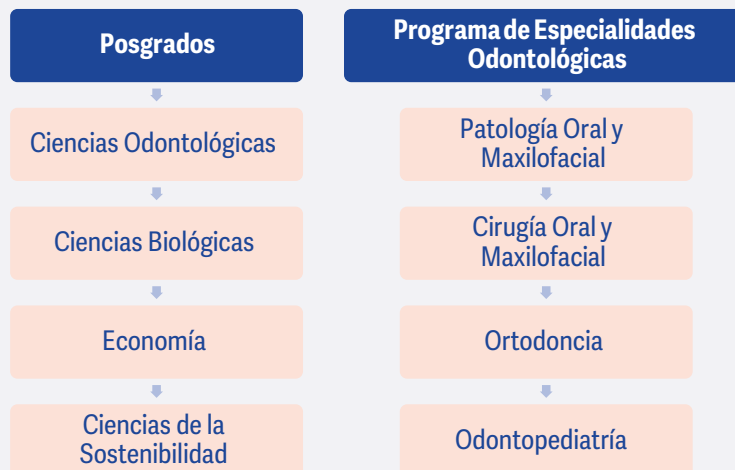 Posgrados
Ciencias Odontológicas
Ciencias Biológicas
Economía
Ciencias de la
Sostenibilidad
Programa de Especialidades
Odontológicas
Patología Oral y
Maxilofacial
Cirugía Oral y
Maxilofacial
Ortodoncia
Odontopediatría